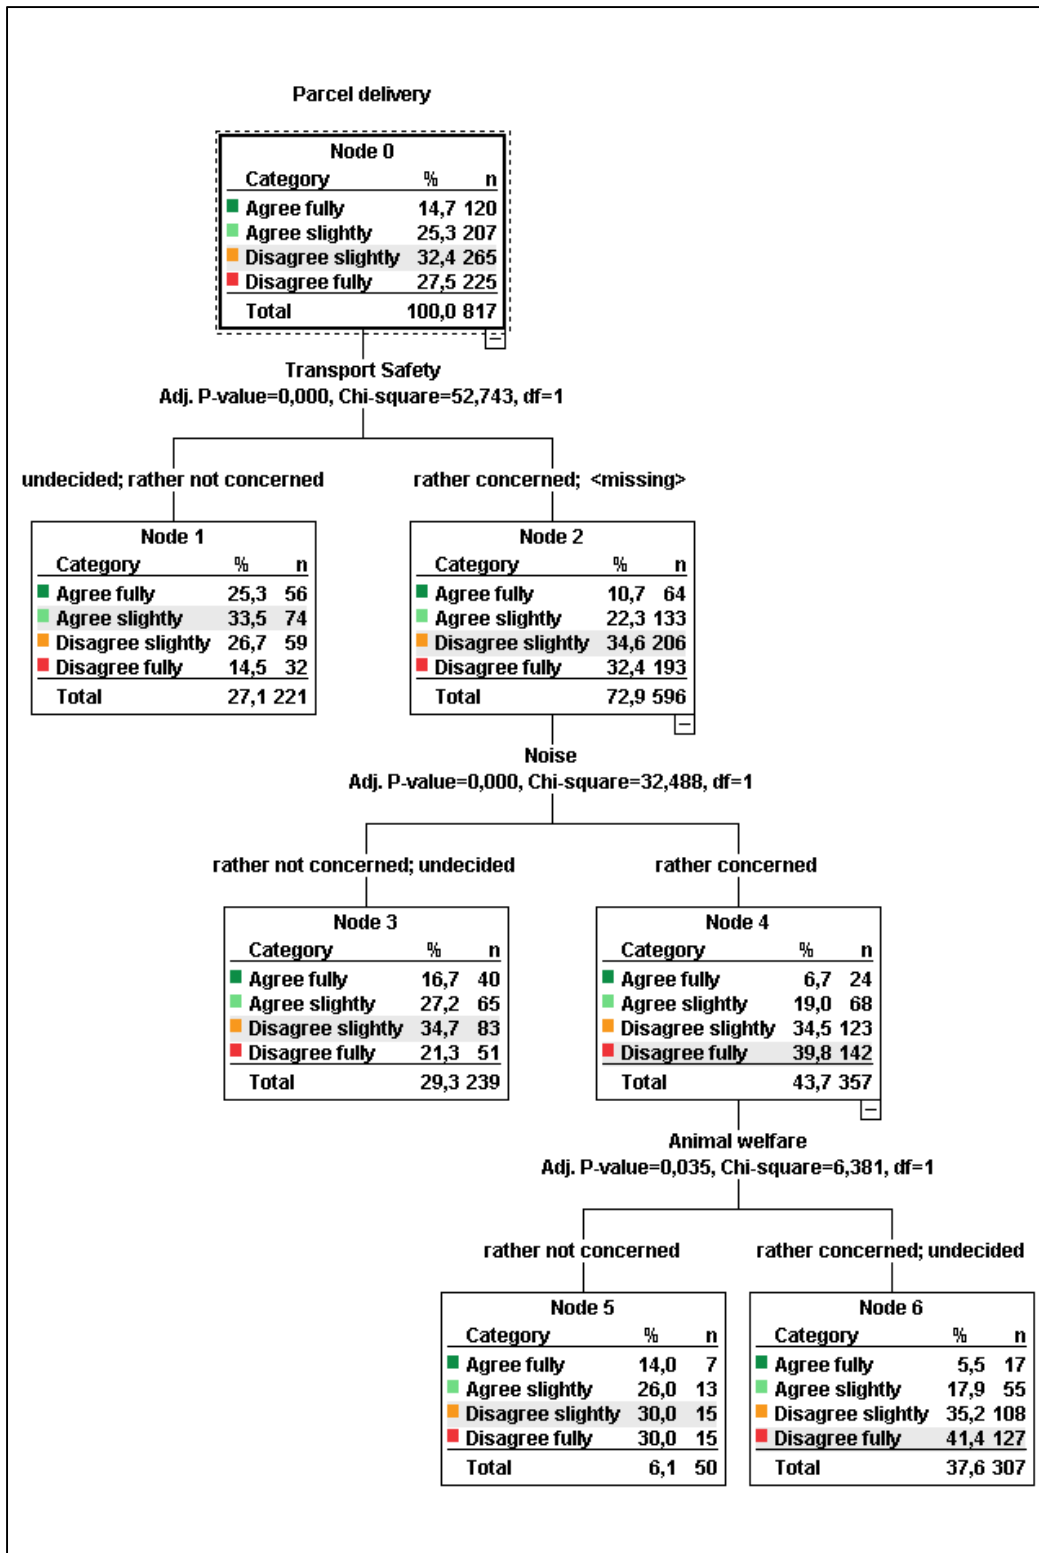 Parcel delivery
Node 0
Category % n
Agree fully 14,7 120
Agree slightly 25,3 207
Disagree slightly 32,4 265
Disagree fully 27,5 225
Total 100,0 817
Transport Safety
Adj. P-value=0,000, Chi-square=52,743, df=1
undecided; rather not concerned
rather concerned; <missing>
Node 1
Category % n
Agree fully 25,3 56
Agree slightly 33,5 74
Disagree slightly 26,7 59
Disagree fully 14,5 32
Total 27,1 221
Node 2
Category % n
Agree fully 10,7 64
Agree slightly 22,3 133
Disagree slightly 34,6 206
Disagree fully 32,4 193
Total 72,9 596
Noise
Adj. P-value=0,000, Chi-square=32,488, df=1
rather not concerned; undecided
rather concerned
Node 3
Category % n
Agree fully 16,7 40
Agree slightly 27,2 65
Disagree slightly 34,7 83
Disagree fully 21,3 51
Total 29,3 239
Node 4
Category % n
Agree fully 6,7 24
Agree slightly 19,0 68
Disagree slightly 34,5 123
Disagree fully 39,8 142
Total 43,7 357
Animal welfare
Adj. P-value=0,035, Chi-square=6,381, df=1
rather not concerned
rather concerned; undecided
Node 5
Category % n
Agree fully 14,0 7
Agree slightly 26,0 13
Disagree slightly 30,0 15
Disagree fully 30,0 15
Total 6,1 50
Node 6
Category % n
Agree fully 5,5 17
Agree slightly 17,9 55
Disagree slightly 35,2 108
Disagree fully 41,4 127
Total 37,6 307